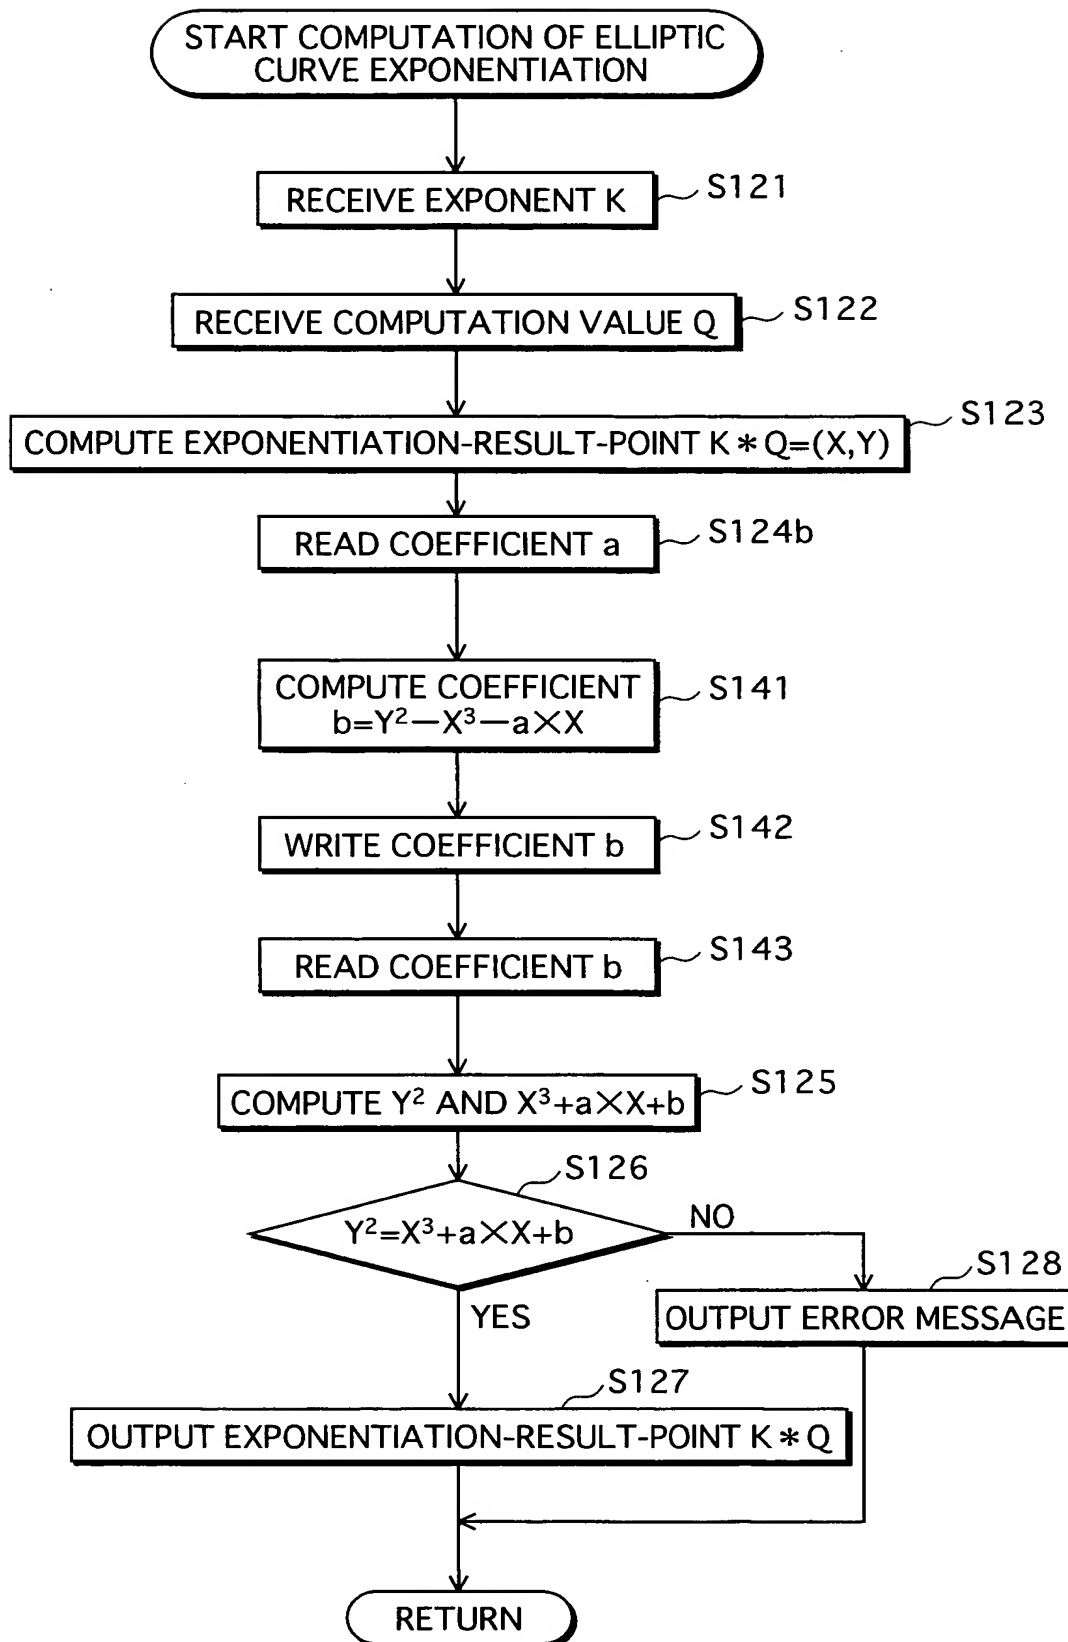 START COMPUTATION OF ELLIPTIC
CURVE EXPONENTIATION
RECEIVE EXPONENT K
S121
RECEIVE COMPUTATION VALUE Q
S122
COMPUTE EXPONENTIATION-RESULT-POINT K*Q=(X,Y)
S123
READ COEFFICIENT a
S124b
COMPUTE COEFFICIENT
b=Y²-X³-a×X
S141
WRITE COEFFICIENT b
S142
READ COEFFICIENT b
S143
COMPUTE Y² AND X³+a×X+b
S125
S126
Y²=X³+a×X+b
NO
YES
S128
OUTPUT ERROR MESSAGE
S127
OUTPUT EXPONENTIATION-RESULT-POINT K*Q
RETURN